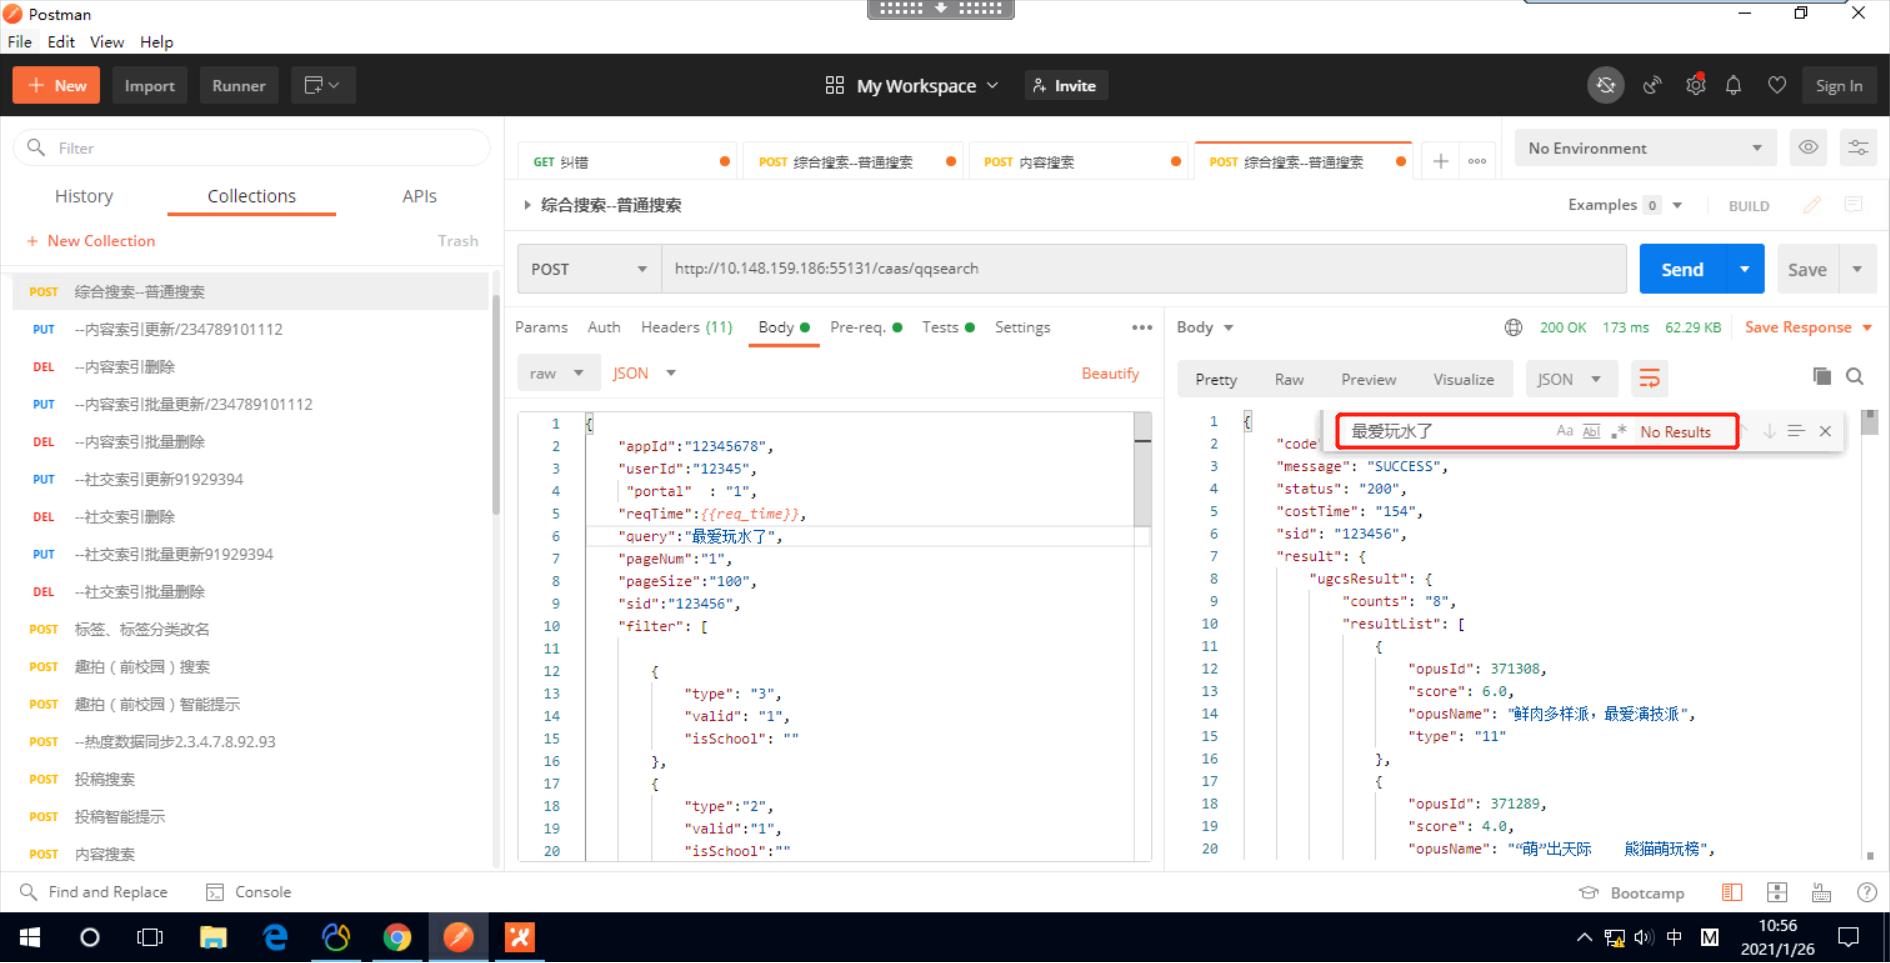 Postman
File Edit View Help
New Import Runner My Workspace Invite Sign In
Filter
History Collections APIs
+ New Collection Trash
POST 综合搜索--普通搜索
PUT --内容索引更新/234789101112
DEL --内容索引删除
PUT --内容索引批量更新/234789101112
DEL --内容索引批量删除
PUT --社交索引更新91929394
DEL --社交索引删除
PUT --社交索引批量更新91929394
DEL --社交索引批量删除
POST 标签、标签分类改名
POST 趣拍（前校园）搜索
POST 趣拍（前校园）智能提示
POST --热度数据同步2.3.4.7.8.92.93
POST 投稿搜索
POST 投稿智能提示
POST 内容搜索
GET 纠错 POST 综合搜索--普通搜索 POST 内容搜索 POST 综合搜索--普通搜索
No Environment
综合搜索--普通搜索
Examples 0 BUILD
POST http://10.148.159.186:55131/caas/qqsearch Send Save
Params Auth Headers (11) Body Pre-req. Tests Settings
raw JSON Beautify
1 {
2 "appId":"12345678",
3 "userId":"12345",
4 "portal" : "1",
5 "reqTime":{{req_time}},
6 "query":"最爱玩水了",
7 "pageNum":"1",
8 "pageSize":"100",
9 "sid":"123456",
10 "filter": [
11
12 {
13 "type": "3",
14 "valid": "1",
15 "isSchool": ""
16 },
17 {
18 "type":"2",
19 "valid":"1",
20 "isSchool":""
Body 200 OK 173 ms 62.29 KB Save Response
Pretty Raw Preview Visualize JSON
最爱玩水了 Aa Abl .* No Results
1 {
2 "code"
3 "message": "SUCCESS",
4 "status": "200",
5 "costTime": "154",
6 "sid": "123456",
7 "result": {
8 "ugcsResult": {
9 "counts": "8",
10 "resultList": [
11 {
12 "opusId": 371308,
13 "score": 6.0,
14 "opusName": "鲜肉多样派，最爱演技派",
15 "type": "11"
16 },
17 {
18 "opusId": 371289,
19 "score": 4.0,
20 "opusName": "“萌”出天际 熊猫萌玩榜",
Find and Replace Console Bootcamp
中 M 10:56
2021/1/26